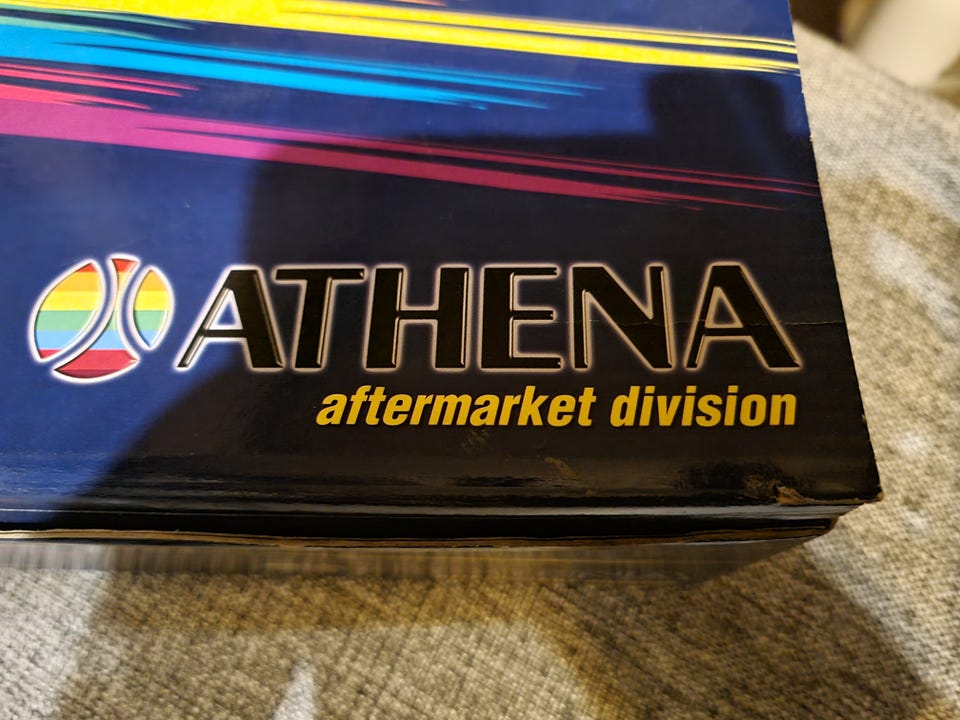 ATHENA
aftermarket division